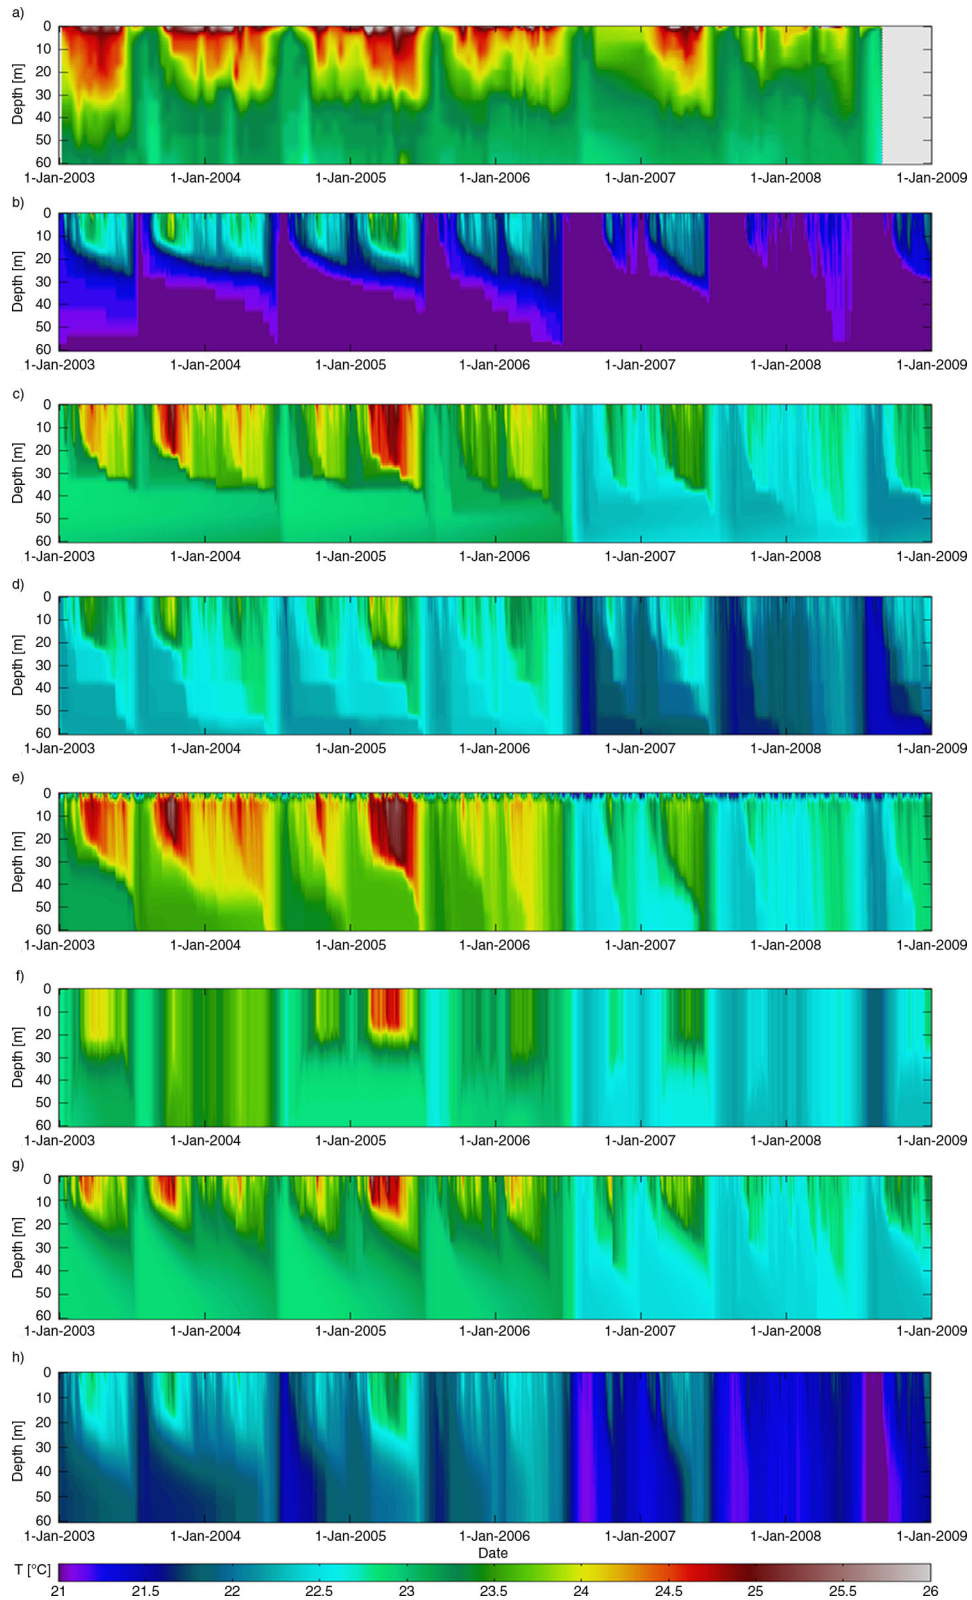 a)
0
10
20
30
40
50
60
Depth [m]
1-Jan-2003 1-Jan-2004 1-Jan-2005 1-Jan-2006 1-Jan-2007 1-Jan-2008 1-Jan-2009
b)
0
10
20
30
40
50
60
Depth [m]
1-Jan-2003 1-Jan-2004 1-Jan-2005 1-Jan-2006 1-Jan-2007 1-Jan-2008 1-Jan-2009
c)
0
10
20
30
40
50
60
Depth [m]
1-Jan-2003 1-Jan-2004 1-Jan-2005 1-Jan-2006 1-Jan-2007 1-Jan-2008 1-Jan-2009
d)
0
10
20
30
40
50
60
Depth [m]
1-Jan-2003 1-Jan-2004 1-Jan-2005 1-Jan-2006 1-Jan-2007 1-Jan-2008 1-Jan-2009
e)
0
10
20
30
40
50
60
Depth [m]
1-Jan-2003 1-Jan-2004 1-Jan-2005 1-Jan-2006 1-Jan-2007 1-Jan-2008 1-Jan-2009
f)
0
10
20
30
40
50
60
Depth [m]
1-Jan-2003 1-Jan-2004 1-Jan-2005 1-Jan-2006 1-Jan-2007 1-Jan-2008 1-Jan-2009
g)
0
10
20
30
40
50
60
Depth [m]
1-Jan-2003 1-Jan-2004 1-Jan-2005 1-Jan-2006 1-Jan-2007 1-Jan-2008 1-Jan-2009
h)
0
10
20
30
40
50
60
Depth [m]
1-Jan-2003 1-Jan-2004 1-Jan-2005 1-Jan-2006 1-Jan-2007 1-Jan-2008 1-Jan-2009
Date
T [°C]
21 21.5 22 22.5 23 23.5 24 24.5 25 25.5 26